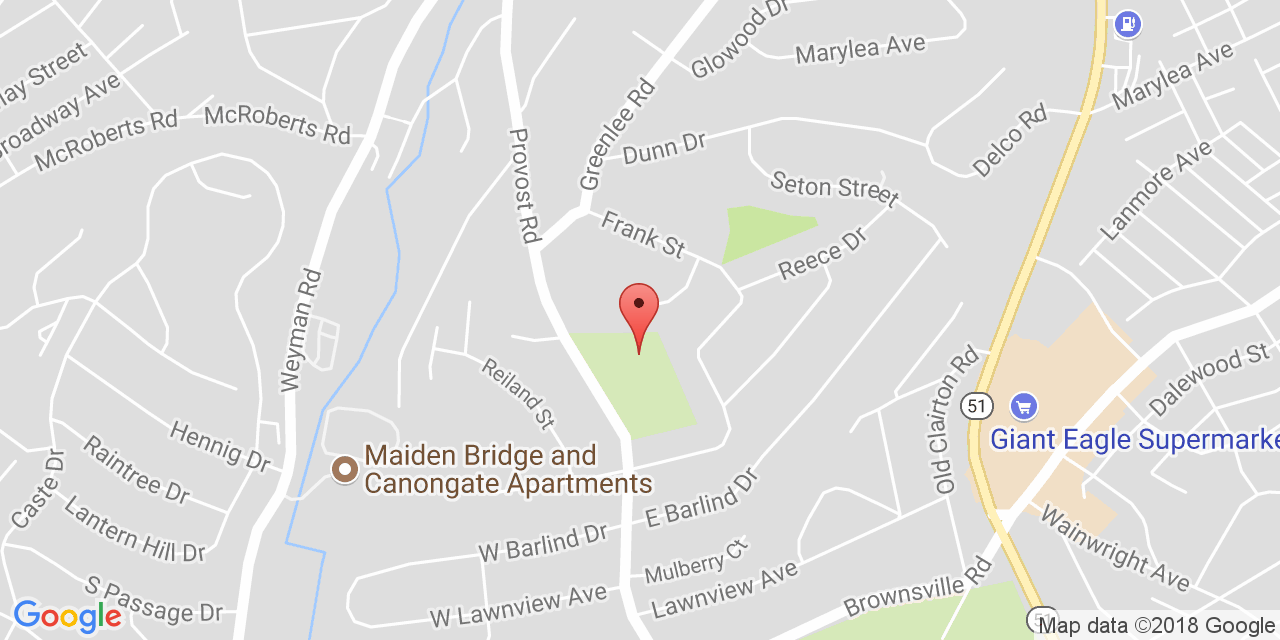 Glowood Dr
Marylea Ave
Marylea Ave
Broadway Ave
McRoberts Rd
McRoberts Rd
Greenlee Rd
Provost Rd
Dunn Dr
Delco Rd
Lanmore Ave
Seton Street
Frank St
Reece Dr
Weyman Rd
Reiland St
Old Clairton Rd
Dalewood St
51
Giant Eagle Supermarke
Hennig Dr
Raintree Dr
Caste Dr
Lantern Hill Dr
S Passage Dr
Maiden Bridge and
Canongate Apartments
E Barlind Dr
W Barlind Dr
Mulberry Ct
W Lawnview Ave
Lawnview Ave
Brownsville Rd
Wainwright Ave
Google
Map data ©2018 Google